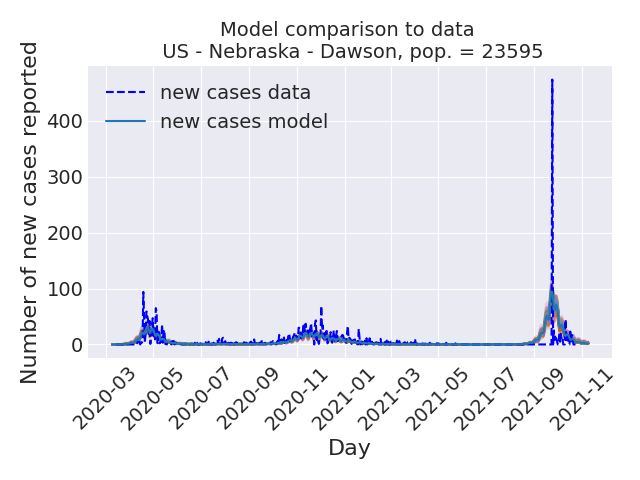 Model comparison to data
US - Nebraska - Dawson, pop. = 23595
Number of new cases reported
new cases data
new cases model
400
300
200
100
0
2020-03
2020-05
2020-07
2020-09
2020-11
2021-01
2021-03
2021-05
2021-07
2021-09
2021-11
Day